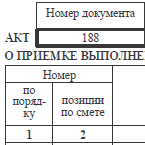 Номер документа
АКТ 188
О ПРИЕМКЕ ВЫПОЛНЕ
Номер
по поряд-ку
позиции по смете
1 2